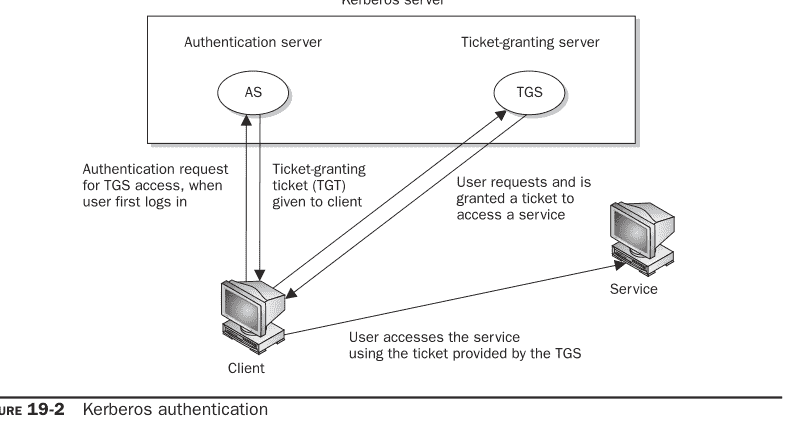 Kerberos server
Authentication server
Ticket-granting server
AS
TGS
Authentication request
for TGS access, when
user first logs in
Ticket-granting
ticket (TGT)
given to client
User requests and is
granted a ticket to
access a service
Service
User accesses the service
using the ticket provided by the TGS
Client
URE 19-2 Kerberos authentication